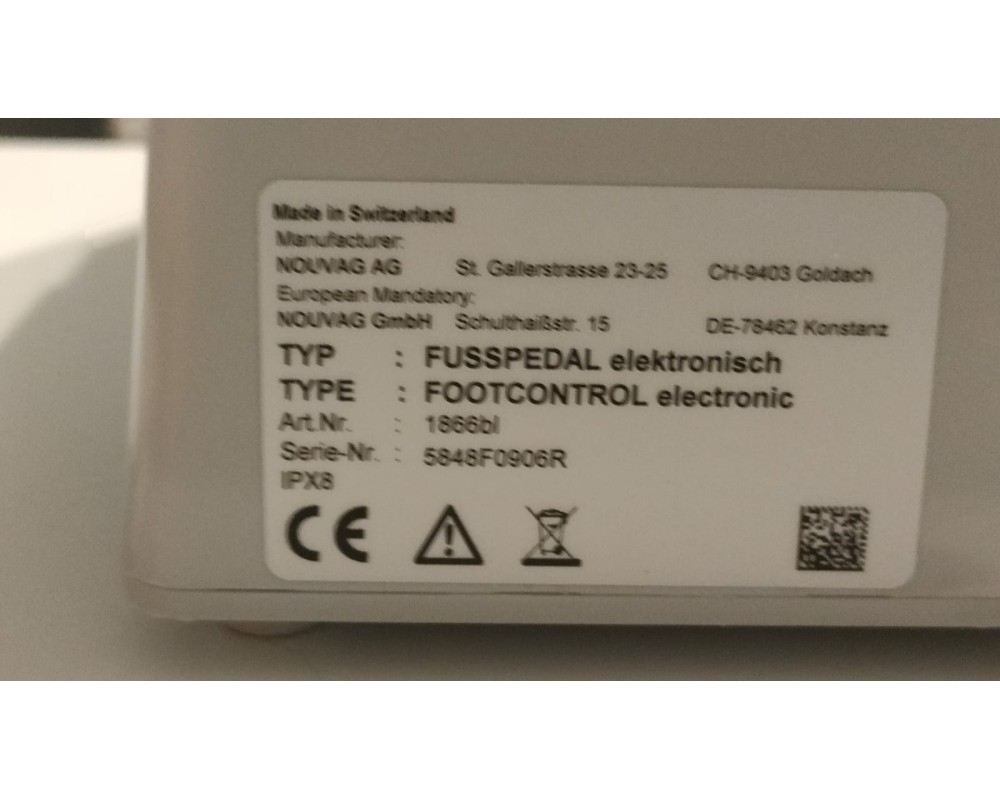 Made in Switzerland
Manufacturer:
NOUVAG AG St. Gallerstrasse 23-25 CH-9403 Goldach
European Mandatory:
NOUVAG GmbH Schulthaißstr. 15 DE-78462 Konstanz
TYP : FUSSPEDAL elektronisch
TYPE : FOOTCONTROL electronic
Art.Nr. : 1866bl
Serie-Nr. : 5848F0906R
IPX8
CE